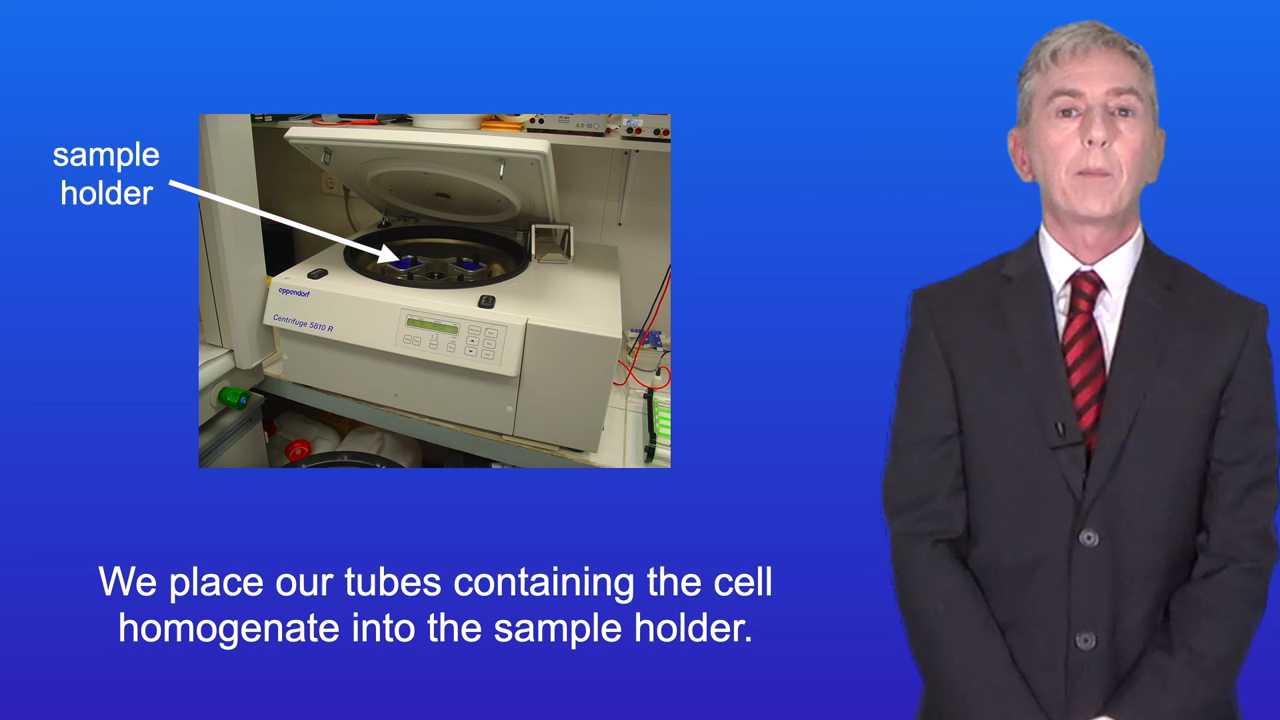 sample
holder
eppendorf
Centrifuge 5810 R
We place our tubes containing the cell
homogenate into the sample holder.